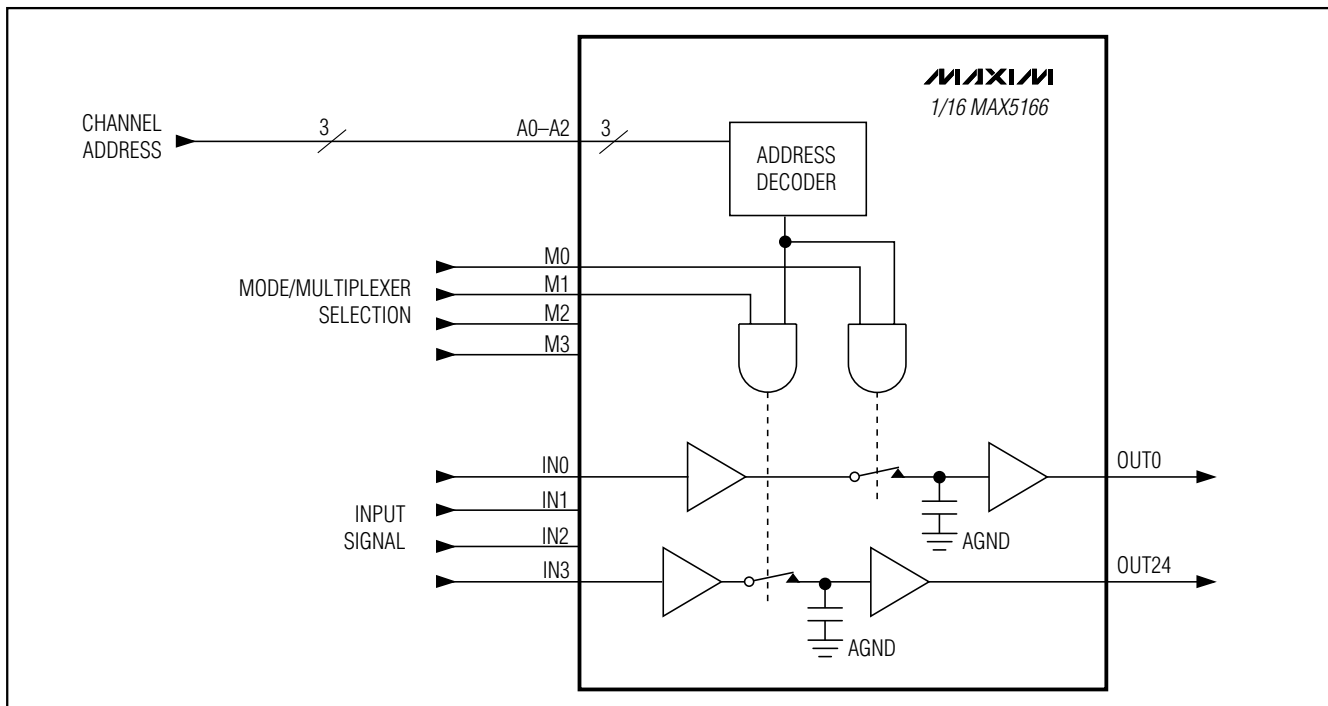 MAXIM
1/16 MAX5166
CHANNEL
ADDRESS
3
A0–A2
3
ADDRESS
DECODER
MODE/MULTIPLEXER
SELECTION
M0
M1
M2
M3
INPUT
SIGNAL
IN0
IN1
IN2
IN3
OUT0
AGND
OUT24
AGND